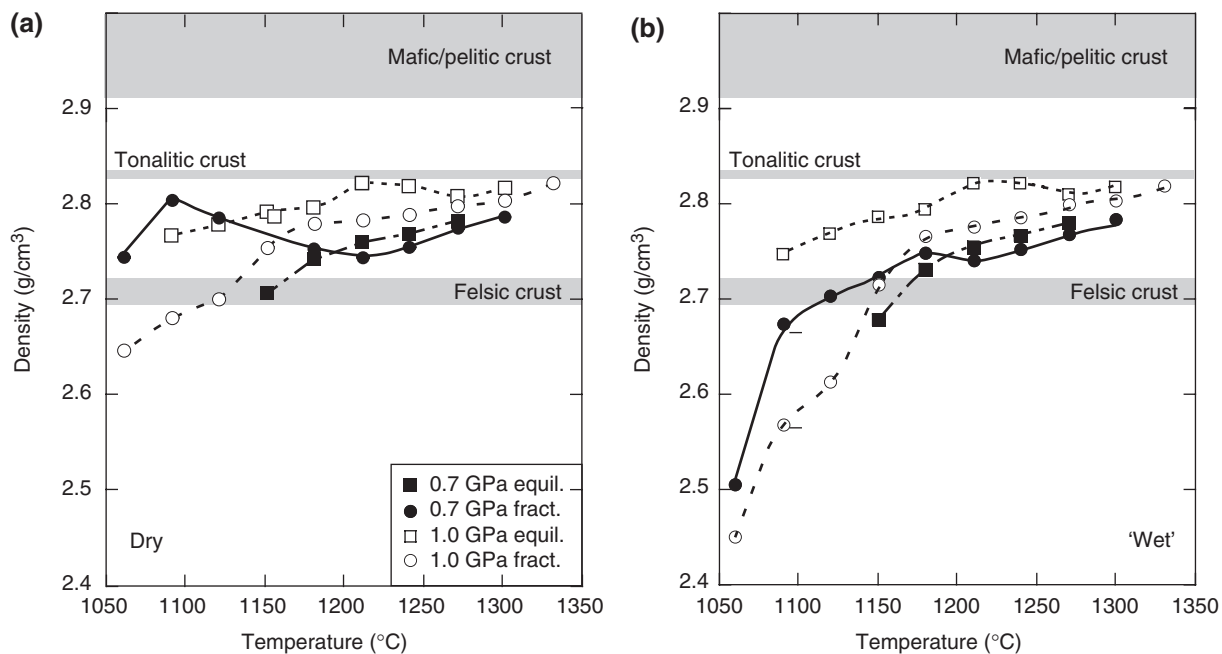 (a)
Mafic/pelitic crust
Tonalitic crust
Felsic crust
2.9
2.8
2.7
2.6
2.5
2.4
Density (g/cm³)
0.7 GPa equil.
0.7 GPa fract.
1.0 GPa equil.
1.0 GPa fract.
Dry
1050 1100 1150 1200 1250 1300 1350
Temperature (°C)
(b)
Mafic/pelitic crust
Tonalitic crust
Felsic crust
2.9
2.8
2.7
2.6
2.5
2.4
Density (g/cm³)
'Wet'
1050 1100 1150 1200 1250 1300 1350
Temperature (°C)